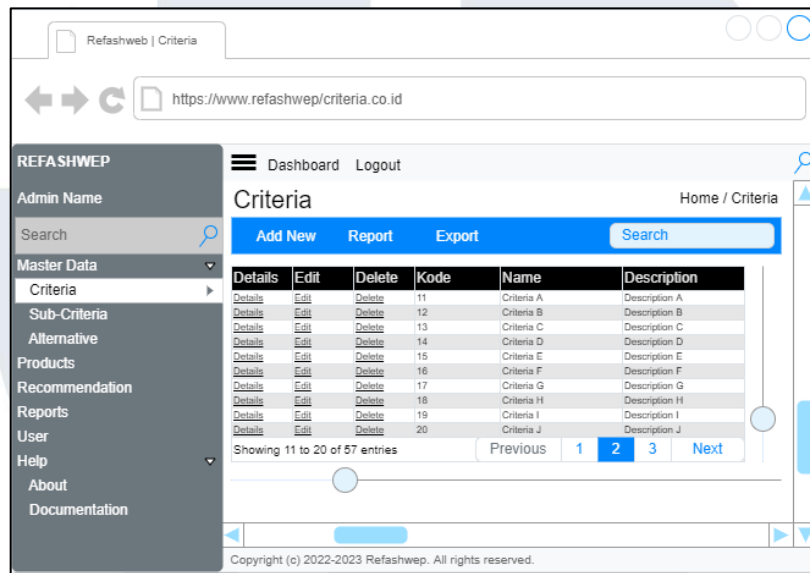 Refashweb | Criteria
https://www.refashwep/criteria.co.id
REFASHWEP
Admin Name
Search
Master Data
Criteria
Sub-Criteria
Alternative
Products
Recommendation
Reports
User
Help
About
Documentation
Dashboard Logout
Criteria Home / Criteria
Add New Report Export Search
Details Edit Delete Kode Name Description
Details Edit Delete 11 Criteria A Description A
Details Edit Delete 12 Criteria B Description B
Details Edit Delete 13 Criteria C Description C
Details Edit Delete 14 Criteria D Description D
Details Edit Delete 15 Criteria E Description E
Details Edit Delete 16 Criteria F Description F
Details Edit Delete 17 Criteria G Description G
Details Edit Delete 18 Criteria H Description H
Details Edit Delete 19 Criteria I Description I
Details Edit Delete 20 Criteria J Description J
Showing 11 to 20 of 57 entries Previous 1 2 3 Next
Copyright (c) 2022-2023 Refashwep. All rights reserved.